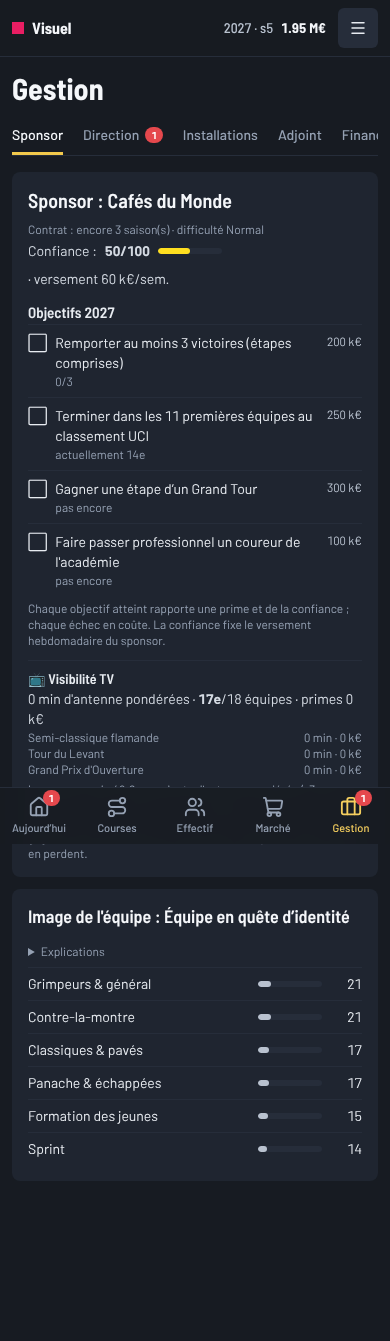 Visuel
2027 · s5 1.95 M€
Gestion
Sponsor Direction 1 Installations Adjoint Finan
Sponsor : Cafés du Monde
Contrat : encore 3 saison(s) · difficulté Normal
Confiance : 50/100
· versement 60 k€/sem.
Objectifs 2027
Remporter au moins 3 victoires (étapes 200 k€
comprises)
0/3
Terminer dans les 11 premières équipes au 250 k€
classement UCI
actuellement 14e
Gagner une étape d'un Grand Tour 300 k€
pas encore
Faire passer professionnel un coureur de 100 k€
l'académie
pas encore
Chaque objectif atteint rapporte une prime et de la confiance ;
chaque échec en coûte. La confiance fixe le versement
hebdomadaire du sponsor.
📺 Visibilité TV
0 min d'antenne pondérées · 17e/18 équipes · primes 0
k€
Semi-classique flamande 0 min · 0 k€
Tour du Levant 0 min · 0 k€
Grand Prix d'Ouverture 0 min · 0 k€
1 1
Aujourd'hui Courses Effectif Marché Gestion
en perdent.
Image de l'équipe : Équipe en quête d'identité
▶ Explications
Grimpeurs & général 21
Contre-la-montre 21
Classiques & pavés 17
Panache & échappées 17
Formation des jeunes 15
Sprint 14